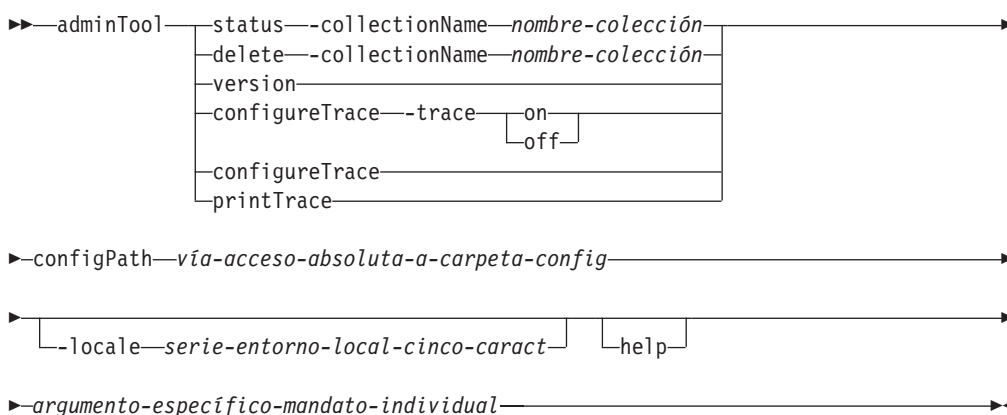 adminTool status -collectionName nombre-colección
delete -collectionName nombre-colección
version
configureTrace -trace on
off
configureTrace
printTrace
configPath vía-acceso-absoluta-a-carpeta-config
-locale serie-entorno-local-cinco-caract help
argumento-específico-mandato-individual